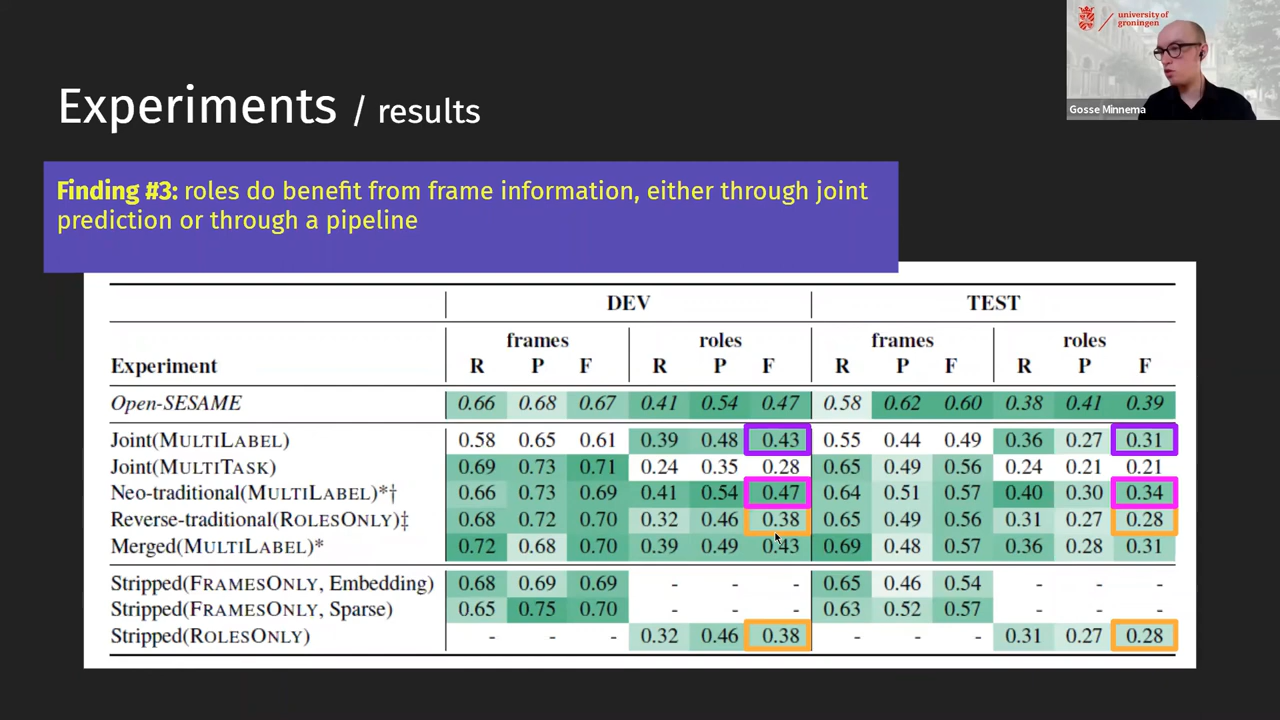 university of
groningen
Gosse Minnema
Experiments / results
Finding #3: roles do benefit from frame information, either through joint
prediction or through a pipeline
DEV TEST
frames roles frames roles
Experiment R P F R P F R P F R P F
Open-SESAME 0.66 0.68 0.67 0.41 0.54 0.47 0.58 0.62 0.60 0.38 0.41 0.39
Joint(MULTILABEL) 0.58 0.65 0.61 0.39 0.48 0.43 0.55 0.44 0.49 0.36 0.27 0.31
Joint(MULTITASK) 0.69 0.73 0.71 0.24 0.35 0.28 0.65 0.49 0.56 0.24 0.21 0.21
Neo-traditional(MULTILABEL)*† 0.66 0.73 0.69 0.41 0.54 0.47 0.64 0.51 0.57 0.40 0.30 0.34
Reverse-traditional(ROLESONLY)‡ 0.68 0.72 0.70 0.32 0.46 0.38 0.65 0.49 0.56 0.31 0.27 0.28
Merged(MULTILABEL)* 0.72 0.68 0.70 0.39 0.49 0.43 0.69 0.48 0.57 0.36 0.28 0.31
Stripped(FRAMESONLY, Embedding) 0.68 0.69 0.69 - - - 0.65 0.46 0.54 - - -
Stripped(FRAMESONLY, Sparse) 0.65 0.75 0.70 - - - 0.63 0.52 0.57 - - -
Stripped(ROLESONLY) - - - 0.32 0.46 0.38 - - - 0.31 0.27 0.28